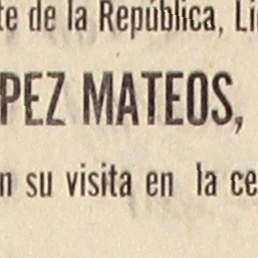 te de la República, Li
PEZ MATEOS,
n su visita en la ce